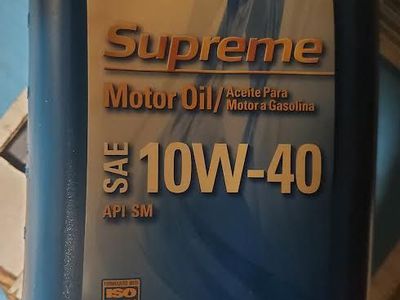 Supreme
Motor Oil/ Aceite Para
Motor a Gasolina
SAE 10W-40
API SM
ISO